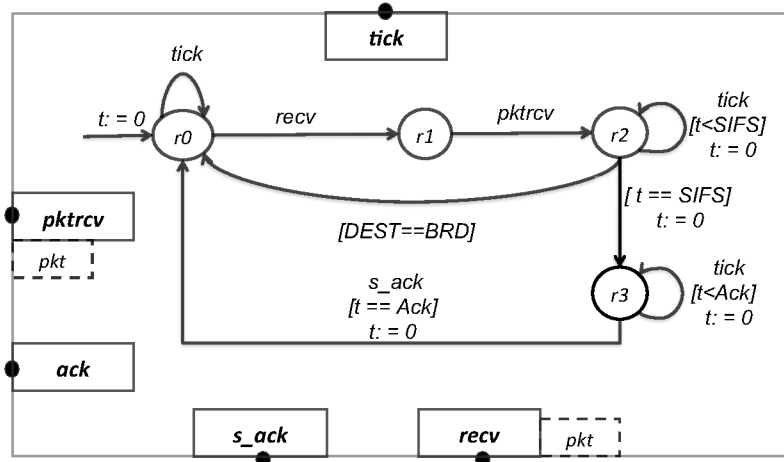 tick
tick
t: = 0
r0
recv
r1
pktrcv
r2
tick
[t<SIFS]
t: = 0
pktrcv
pkt
[DEST==BRD]
[ t == SIFS]
t: = 0
s_ack
[t == Ack]
t: = 0
r3
tick
[t<Ack]
t: = 0
ack
s_ack
recv
pkt